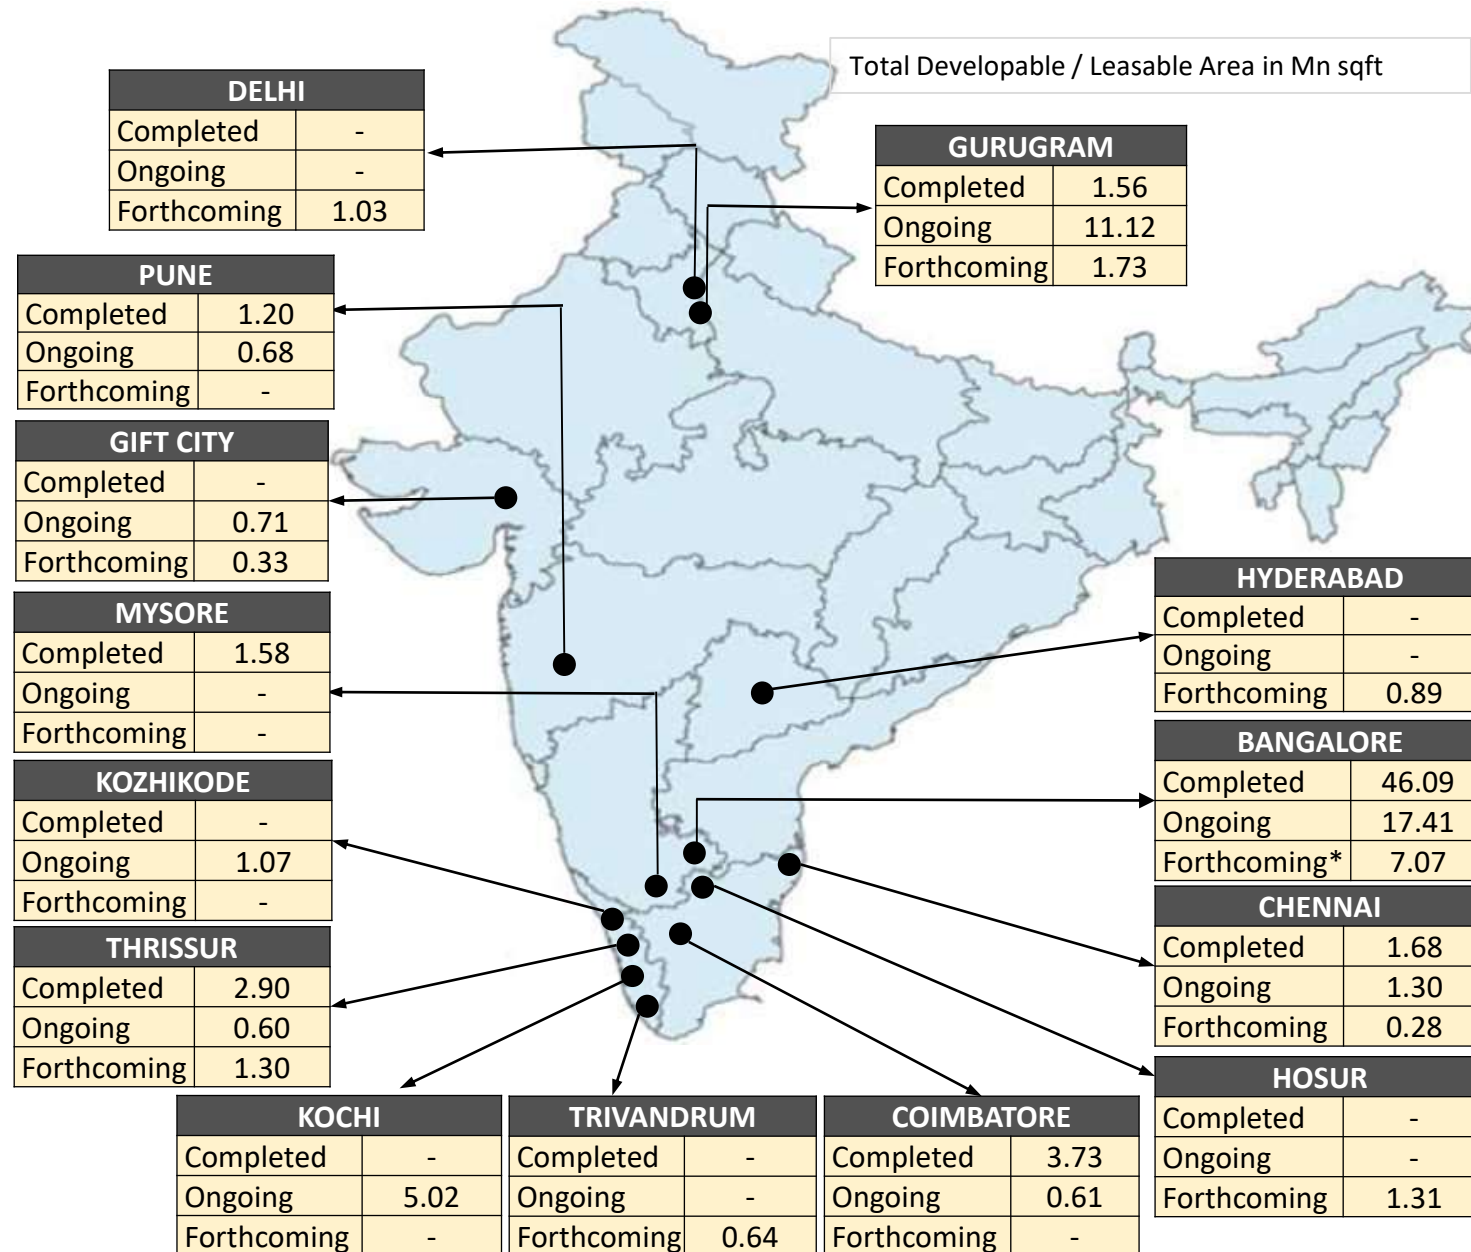 Total Developable / Leasable Area in Mn sqft
DELHI
Completed -
Ongoing -
Forthcoming 1.03
GURUGRAM
Completed 1.56
Ongoing 11.12
Forthcoming 1.73
PUNE
Completed 1.20
Ongoing 0.68
Forthcoming -
GIFT CITY
Completed -
Ongoing 0.71
Forthcoming 0.33
MYSORE
Completed 1.58
Ongoing -
Forthcoming -
KOZHIKODE
Completed -
Ongoing 1.07
Forthcoming -
THRISSUR
Completed 2.90
Ongoing 0.60
Forthcoming 1.30
HYDERABAD
Completed -
Ongoing -
Forthcoming 0.89
BANGALORE
Completed 46.09
Ongoing 17.41
Forthcoming* 7.07
CHENNAI
Completed 1.68
Ongoing 1.30
Forthcoming 0.28
HOSUR
Completed -
Ongoing -
Forthcoming 1.31
KOCHI
Completed -
Ongoing 5.02
Forthcoming -
TRIVANDRUM
Completed -
Ongoing -
Forthcoming 0.64
COIMBATORE
Completed 3.73
Ongoing 0.61
Forthcoming -